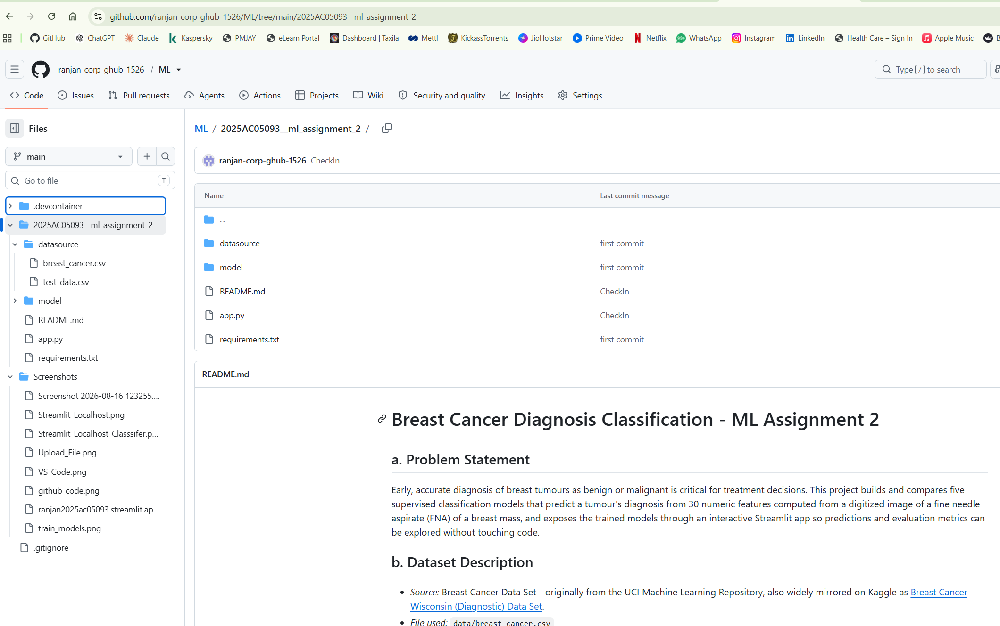 github.com/ranjan-corp-ghub-1526/ML/tree/main/2025AC05093__ml_assignment_2
GitHub ChatGPT Claude Kaspersky PMJAY eLearn Portal Dashboard | Taxila Mettl KickassTorrents JioHotstar Prime Video Netflix 99+ WhatsApp Instagram LinkedIn Health Care – Sign In Apple Music B
ranjan-corp-ghub-1526 / ML Type / to search
Code Issues Pull requests Agents Actions Projects Wiki Security and quality Insights Settings
Files
main
Go to file T
.devcontainer
2025AC05093__ml_assignment_2
datasource
breast_cancer.csv
test_data.csv
model
README.md
app.py
requirements.txt
Screenshots
Screenshot 2026-08-16 123255....
Streamlit_Localhost.png
Streamlit_Localhost_Classsifer.p...
Upload_File.png
VS_Code.png
github_code.png
ranjan2025ac05093.streamlit.ap...
train_models.png
.gitignore
ML / 2025AC05093__ml_assignment_2 /
ranjan-corp-ghub-1526 CheckIn
Name Last commit message
..
datasource first commit
model first commit
README.md CheckIn
app.py CheckIn
requirements.txt first commit
README.md
Breast Cancer Diagnosis Classification - ML Assignment 2
a. Problem Statement
Early, accurate diagnosis of breast tumours as benign or malignant is critical for treatment decisions. This project builds and compares five
supervised classification models that predict a tumour's diagnosis from 30 numeric features computed from a digitized image of a fine needle
aspirate (FNA) of a breast mass, and exposes the trained models through an interactive Streamlit app so predictions and evaluation metrics can
be explored without touching code.
b. Dataset Description
• Source: Breast Cancer Data Set - originally from the UCI Machine Learning Repository, also widely mirrored on Kaggle as Breast Cancer
Wisconsin (Diagnostic) Data Set.
• File used: data/breast_cancer.csv